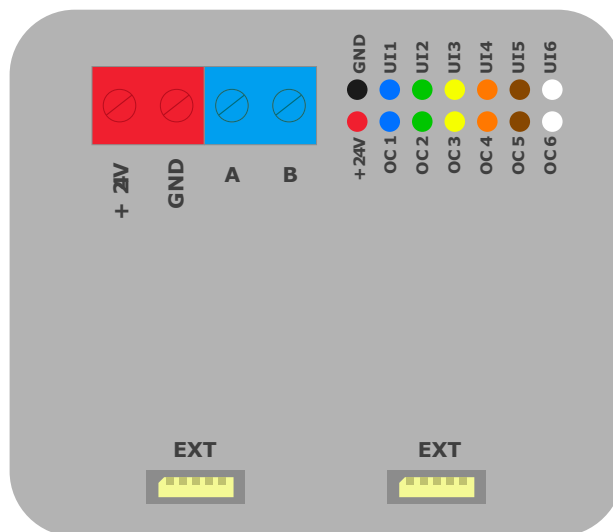 GND UI1 UI2 UI3 UI4 UI5 UI6
+24V OC1 OC2 OC3 OC4 OC5 OC6
+24V GND A B
EXT EXT